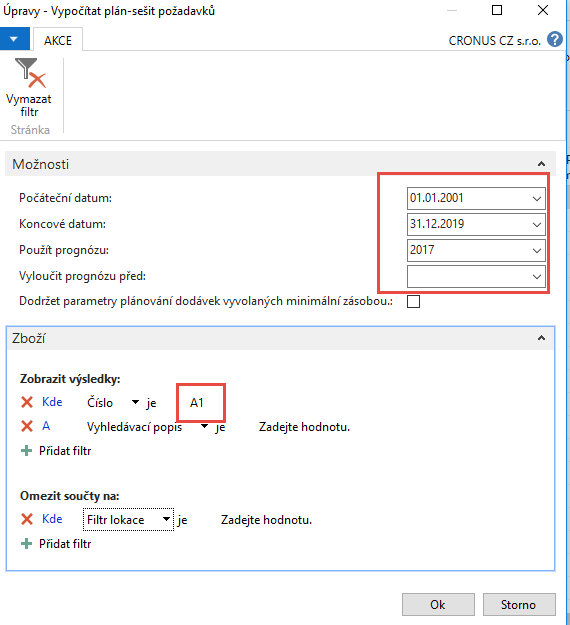 Úpravy - Vypočítat plán-sešit požadavků
AKCE
CRONUS CZ s.r.o.
Vymazat
filtr
Stránka
Možnosti
Počáteční datum: 01.01.2001
Koncové datum: 31.12.2019
Použít prognózu: 2017
Vyloučit prognózu před:
Dodržet parametry plánování dodávek vyvolaných minimální zásobou.:
Zboží
Zobrazit výsledky:
Kde Číslo je A1
A Vyhledávací popis je Zadejte hodnotu.
Přidat filtr
Omezit součty na:
Kde Filtr lokace je Zadejte hodnotu.
Přidat filtr
Ok Storno